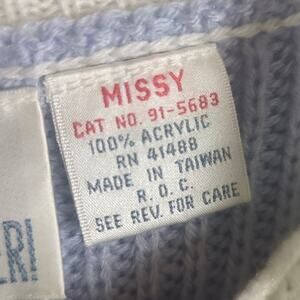 MISSY
CAT NO. 91-5683
100% ACRYLIC
RN 41488
MADE IN TAIWAN
R. O. C.
SEE REV. FOR CARE